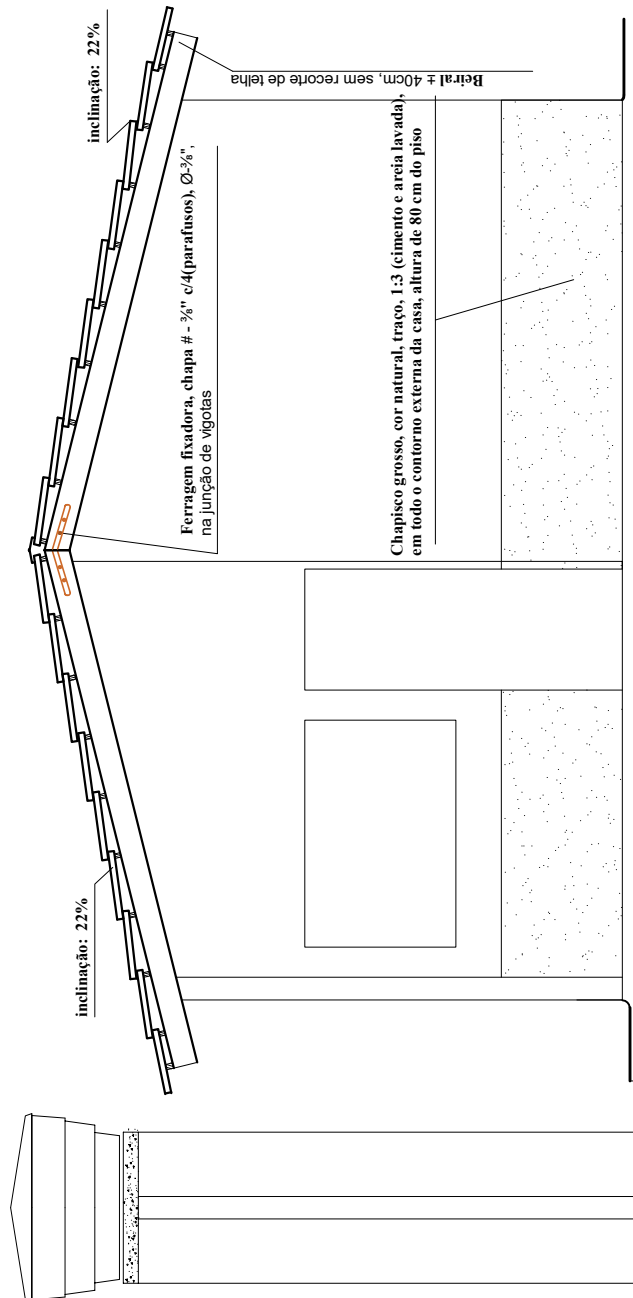 inclinação: 22%
inclinação: 22%
Beiral ± 40cm, sem recorte de telha
Ferragem fixadora, chapa # - ⅜" c/4(parafusos), Ø-⅜",
na junção de vigotas
Chapisco grosso, cor natural, traço, 1:3 (cimento e areia lavada),
em todo o contorno externa da casa, altura de 80 cm do piso